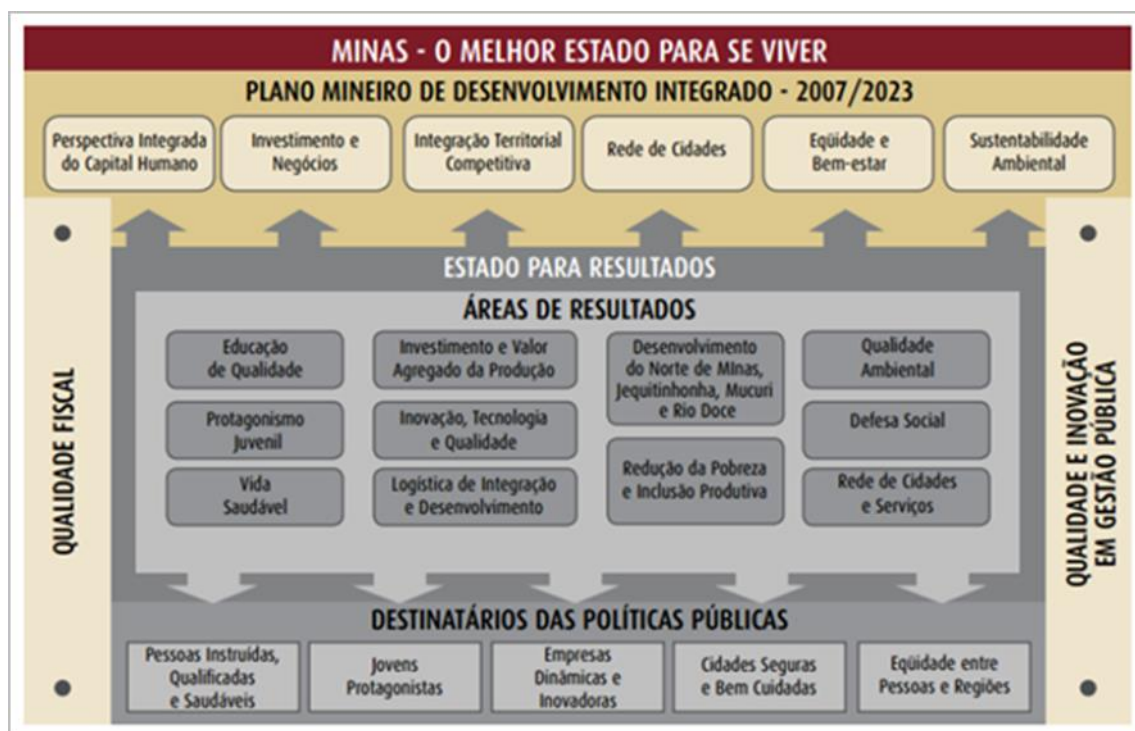 MINAS - O MELHOR ESTADO PARA SE VIVER
PLANO MINEIRO DE DESENVOLVIMENTO INTEGRADO - 2007/2023
Perspectiva Integrada
do Capital Humano
Investimento e
Negócios
Integração Territorial
Competitiva
Rede de Cidades
Eqüidade e
Bem-estar
Sustentabilidade
Ambiental
QUALIDADE FISCAL
ESTADO PARA RESULTADOS
ÁREAS DE RESULTADOS
Educação
de Qualidade
Protagonismo
Juvenil
Vida
Saudável
Investimento e Valor
Agregado da Produção
Inovação, Tecnologia
e Qualidade
Logística de Integração
e Desenvolvimento
Desenvolvimento
do Norte de MInas,
Jequitinhonha, Mucuri
e Rio Doce
Redução da Pobreza
e Inclusão Produtiva
Qualidade
Ambiental
Defesa Social
Rede de Cidades
e Serviços
QUALIDADE E INOVAÇÃO
EM GESTÃO PÚBLICA
DESTINATÁRIOS DAS POLÍTICAS PÚBLICAS
Pessoas Instruídas,
Qualificadas
e Saudáveis
Jovens
Protagonistas
Empresas
Dinâmicas e
Inovadoras
Cidades Seguras
e Bem Cuidadas
Eqüidade entre
Pessoas e Regiões